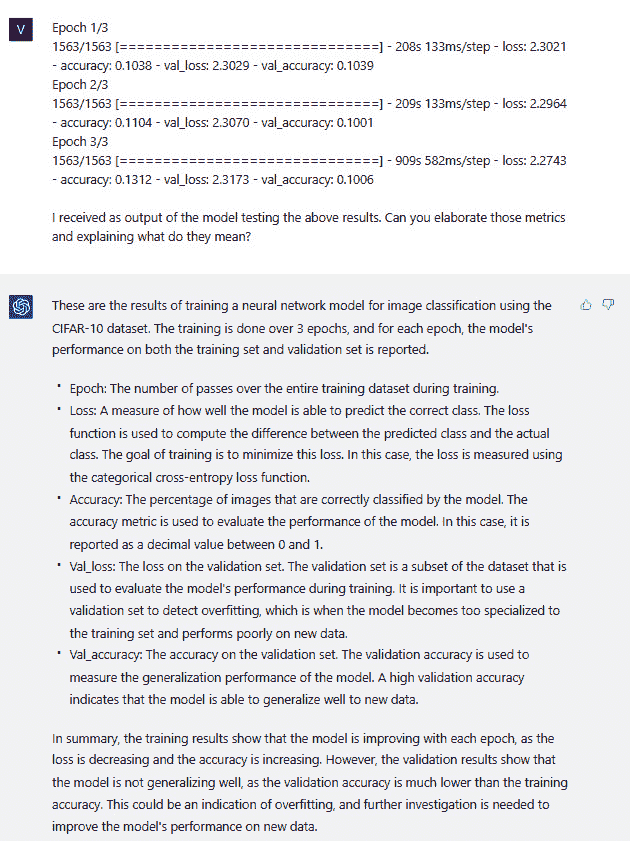 V
Epoch 1/3
1563/1563 [==============================] - 208s 133ms/step - loss: 2.3021
- accuracy: 0.1038 - val_loss: 2.3029 - val_accuracy: 0.1039
Epoch 2/3
1563/1563 [==============================] - 209s 133ms/step - loss: 2.2964
- accuracy: 0.1104 - val_loss: 2.3070 - val_accuracy: 0.1001
Epoch 3/3
1563/1563 [==============================] - 909s 582ms/step - loss: 2.2743
- accuracy: 0.1312 - val_loss: 2.3173 - val_accuracy: 0.1006
I received as output of the model testing the above results. Can you elaborate those metrics
and explaining what do they mean?
These are the results of training a neural network model for image classification using the
CIFAR-10 dataset. The training is done over 3 epochs, and for each epoch, the model's
performance on both the training set and validation set is reported.
• Epoch: The number of passes over the entire training dataset during training.
• Loss: A measure of how well the model is able to predict the correct class. The loss
function is used to compute the difference between the predicted class and the actual
class. The goal of training is to minimize this loss. In this case, the loss is measured using
the categorical cross-entropy loss function.
• Accuracy: The percentage of images that are correctly classified by the model. The
accuracy metric is used to evaluate the performance of the model. In this case, it is
reported as a decimal value between 0 and 1.
• Val_loss: The loss on the validation set. The validation set is a subset of the dataset that is
used to evaluate the model's performance during training. It is important to use a
validation set to detect overfitting, which is when the model becomes too specialized to
the training set and performs poorly on new data.
• Val_accuracy: The accuracy on the validation set. The validation accuracy is used to
measure the generalization performance of the model. A high validation accuracy
indicates that the model is able to generalize well to new data.
In summary, the training results show that the model is improving with each epoch, as the
loss is decreasing and the accuracy is increasing. However, the validation results show that
the model is not generalizing well, as the validation accuracy is much lower than the training
accuracy. This could be an indication of overfitting, and further investigation is needed to
improve the model's performance on new data.